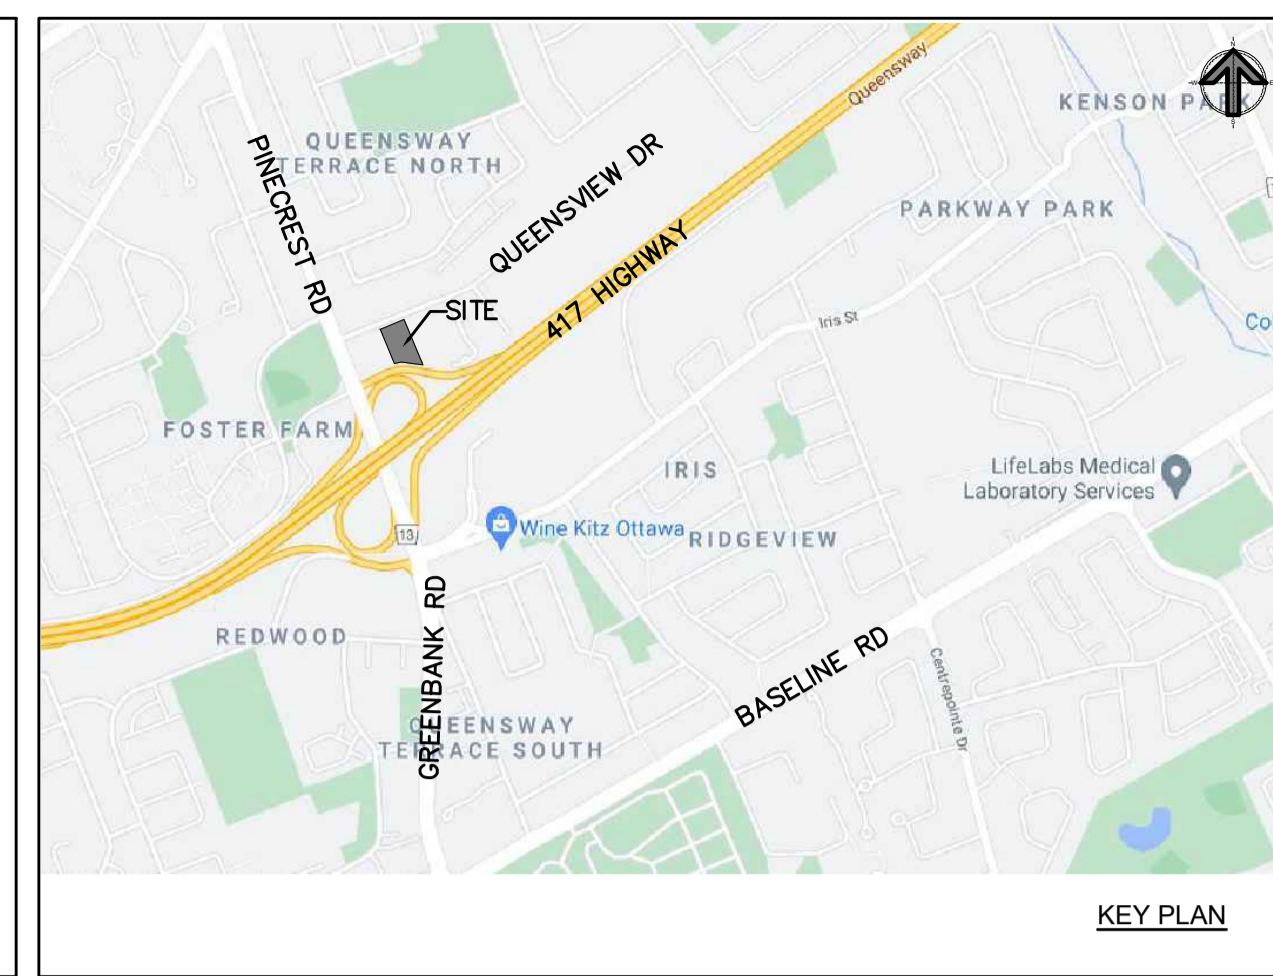 Queensway
KENSON PARK
QUEENSWAY
TERRACE NORTH
PINECREST RD
QUEENSVIEW DR
PARKWAY PARK
417 HIGHWAY
SITE
Iris St
Co
FOSTER FARM
IRIS
LifeLabs Medical
Laboratory Services
13
Wine Kitz Ottawa
RIDGEVIEW
GREENBANK RD
REDWOOD
BASELINE RD
Centrepointe Dr
QUEENSWAY
TERRACE SOUTH
KEY PLAN